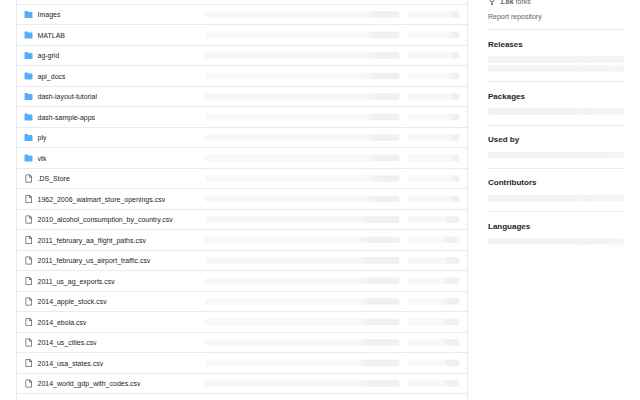 Images
MATLAB
ag-grid
api_docs
dash-layout-tutorial
dash-sample-apps
ply
vtk
.DS_Store
1962_2006_walmart_store_openings.csv
2010_alcohol_consumption_by_country.csv
2011_february_aa_flight_paths.csv
2011_february_us_airport_traffic.csv
2011_us_ag_exports.csv
2014_apple_stock.csv
2014_ebola.csv
2014_us_cities.csv
2014_usa_states.csv
2014_world_gdp_with_codes.csv
forks
Report repository
Releases
Packages
Used by
Contributors
Languages